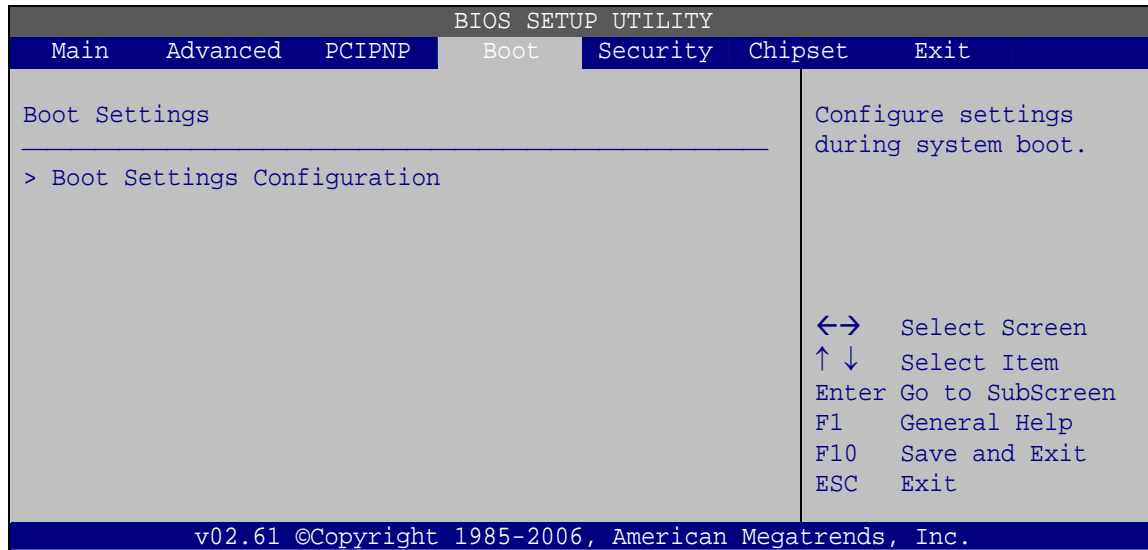 BIOS SETUP UTILITY
Main Advanced PCIPNP Boot Security Chipset Exit
Boot Settings
> Boot Settings Configuration
Configure settings
during system boot.
←→ Select Screen
↑ ↓ Select Item
Enter Go to SubScreen
F1 General Help
F10 Save and Exit
ESC Exit
v02.61 ©Copyright 1985-2006, American Megatrends, Inc.